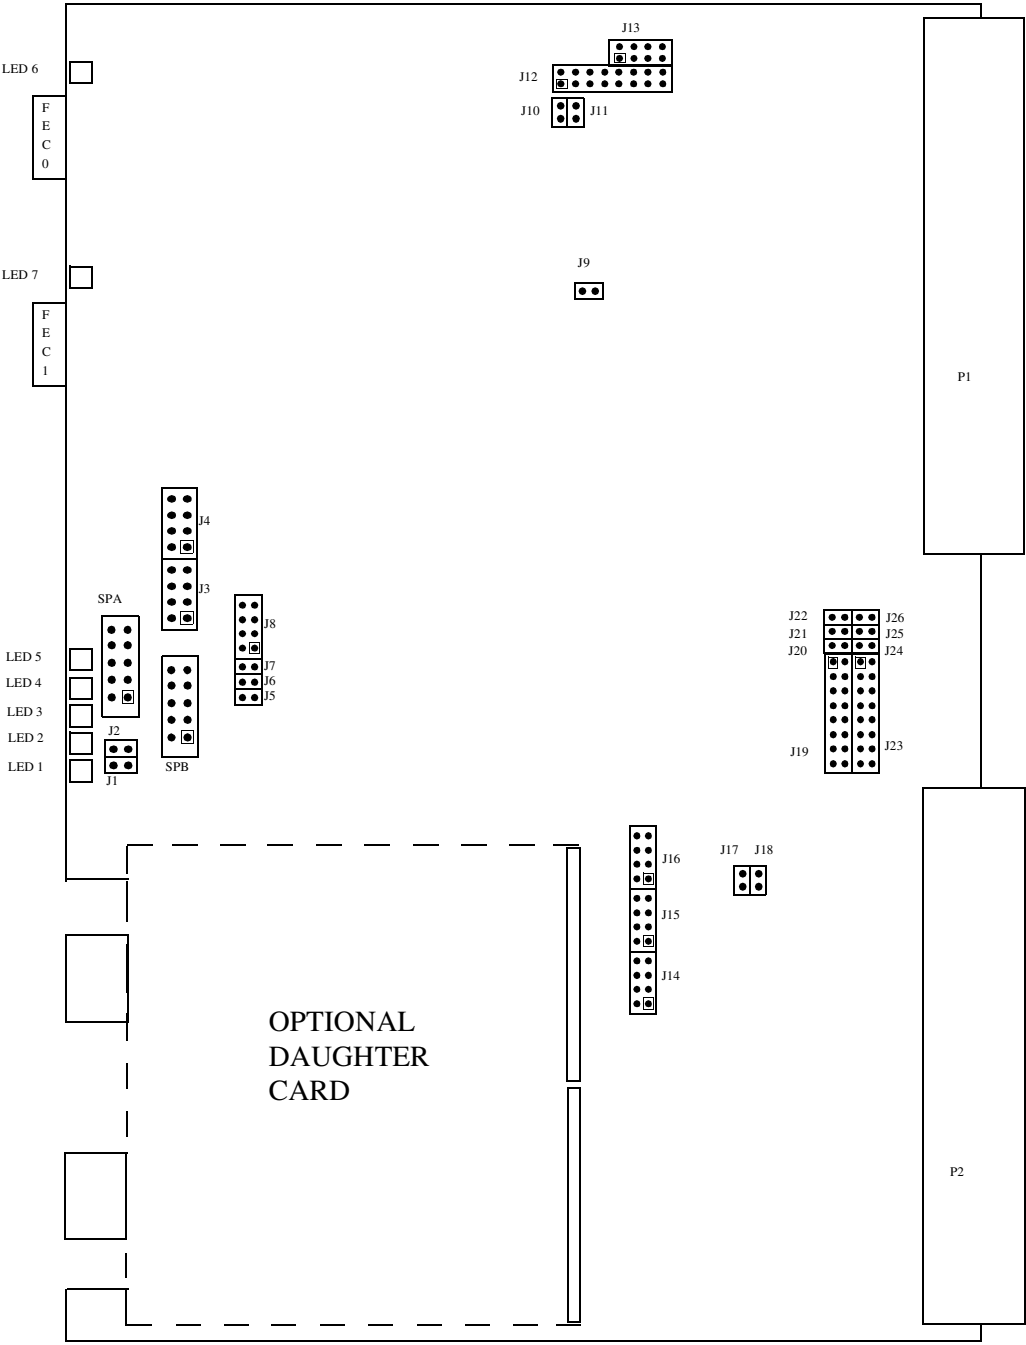 J13
LED 6
J12
J10
J11
F
E
C
0
J9
LED 7
F
E
C
1
P1
J4
J3
SPA
J8
J22
J26
J21
J25
J20
J24
LED 5
J7
LED 4
J6
J5
LED 3
J2
LED 2
LED 1
SPB
J1
J19
J23
J17
J18
J16
J15
J14
OPTIONAL
DAUGHTER
CARD
P2